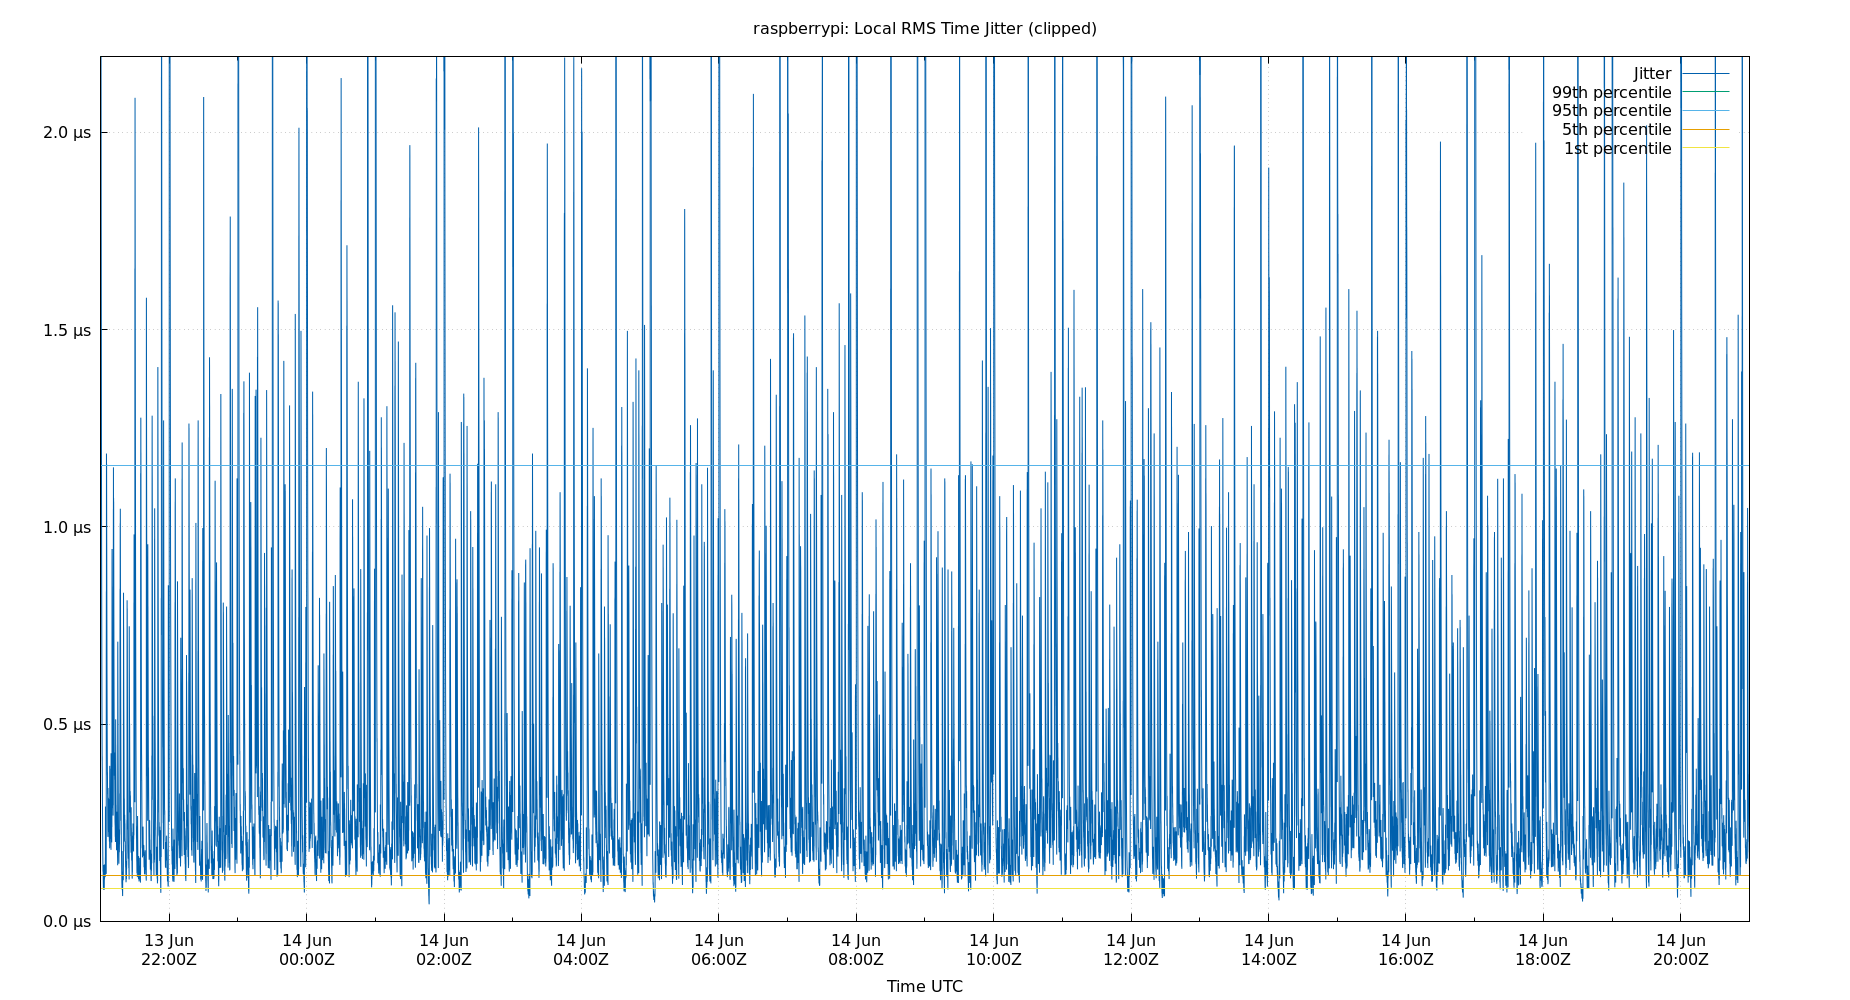 raspberrypi: Local RMS Time Jitter (clipped)
Jitter
99th percentile
95th percentile
5th percentile
1st percentile
2.0 µs
1.5 µs
1.0 µs
0.5 µs
0.0 µs
13 Jun 14 Jun 14 Jun 14 Jun 14 Jun 14 Jun 14 Jun 14 Jun 14 Jun 14 Jun 14 Jun 14 Jun
22:00Z 00:00Z 02:00Z 04:00Z 06:00Z 08:00Z 10:00Z 12:00Z 14:00Z 16:00Z 18:00Z 20:00Z
Time UTC